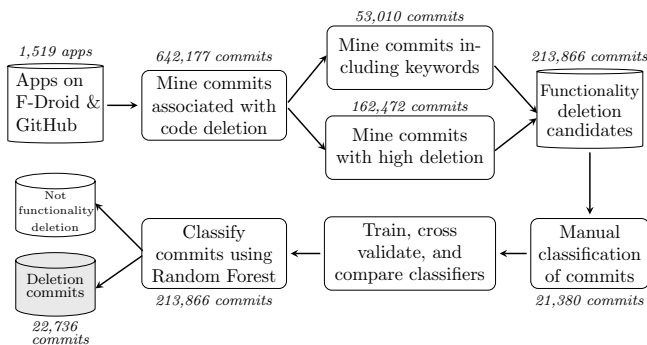 1,519 apps
Apps on
F-Droid &
GitHub
642,177 commits
Mine commits
associated with
code deletion
53,010 commits
Mine commits in-
cluding keywords
162,472 commits
Mine commits
with high deletion
213,866 commits
Functionality
deletion
candidates
Manual
classification
of commits
21,380 commits
Train, cross
validate, and
compare classifiers
Classify
commits using
Random Forest
213,866 commits
Not
functionality
deletion
Deletion
commits
22,736
commits